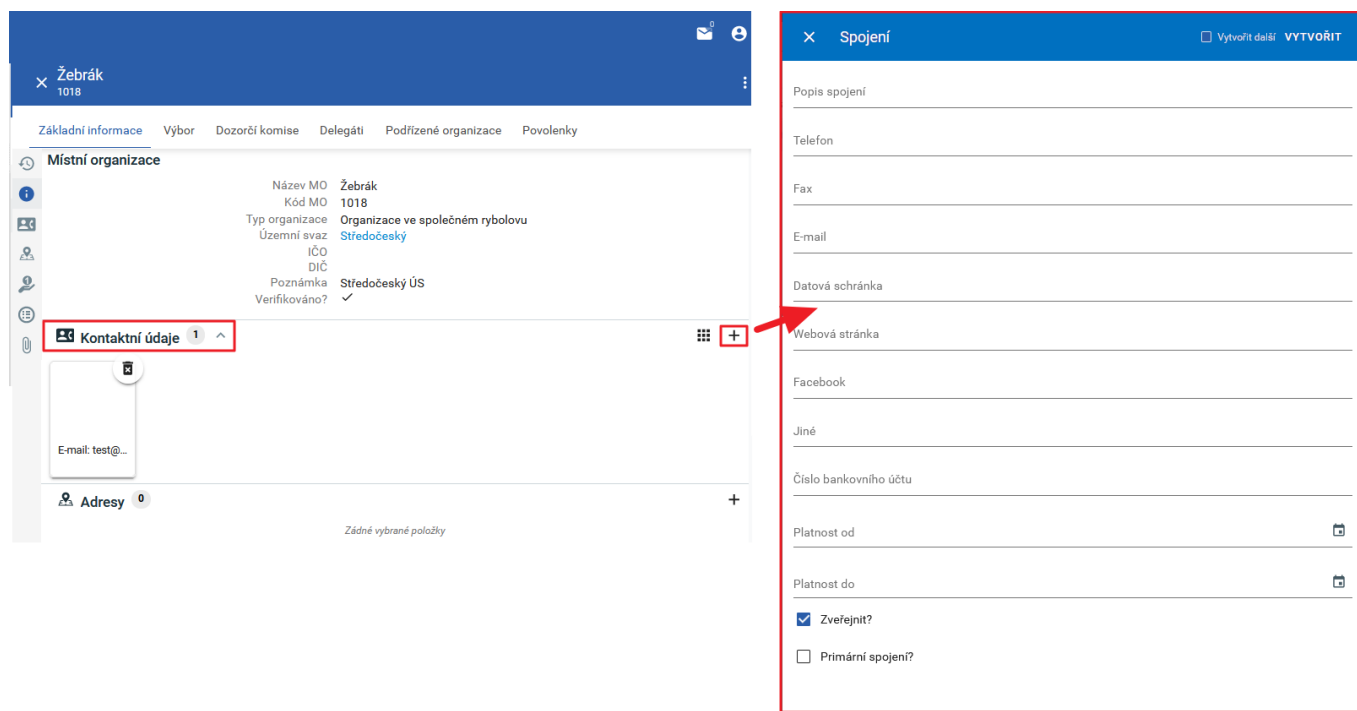 0
Žebrák
1018
Základní informace Výbor Dozorčí komise Delegáti Podřízené organizace Povolenky
Místní organizace
Název MO Žebrák
Kód MO 1018
Typ organizace Organizace ve společném rybolovu
Územní svaz Středočeský
IČO
DIČ
Poznámka Středočeský ÚS
Verifikováno?
Kontaktní údaje 1
E-mail: test@...
Adresy 0
Žádné vybrané položky
Spojení Vytvořit další VYTVOŘIT
Popis spojení
Telefon
Fax
E-mail
Datová schránka
Webová stránka
Facebook
Jiné
Číslo bankovního účtu
Platnost od
Platnost do
Zveřejnit?
Primární spojení?